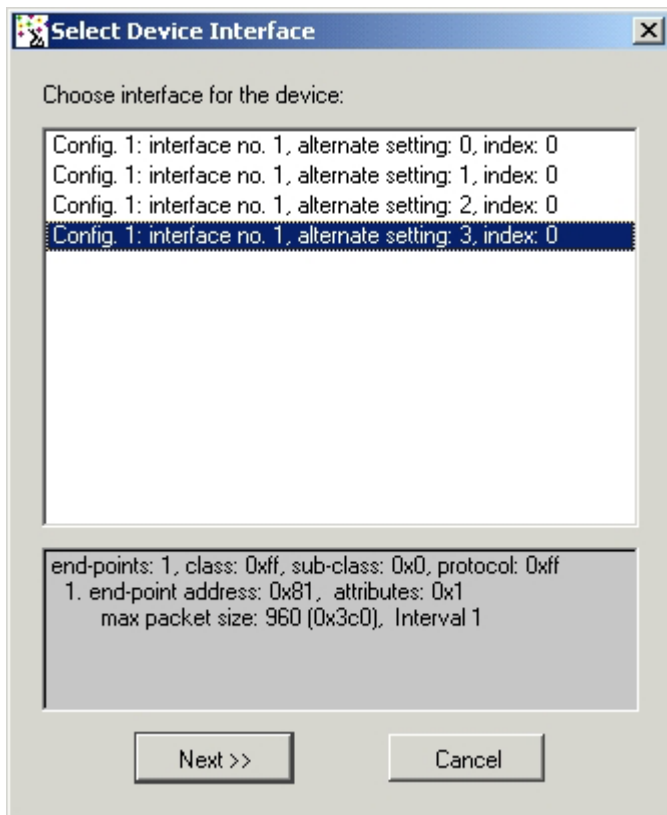 Select Device Interface
Choose interface for the device:
Config. 1: interface no. 1, alternate setting: 0, index: 0
Config. 1: interface no. 1, alternate setting: 1, index: 0
Config. 1: interface no. 1, alternate setting: 2, index: 0
Config. 1: interface no. 1, alternate setting: 3, index: 0
end-points: 1, class: 0xff, sub-class: 0x0, protocol: 0xff
1. end-point address: 0x81, attributes: 0x1
max packet size: 960 (0x3c0), Interval 1
Next >>
Cancel